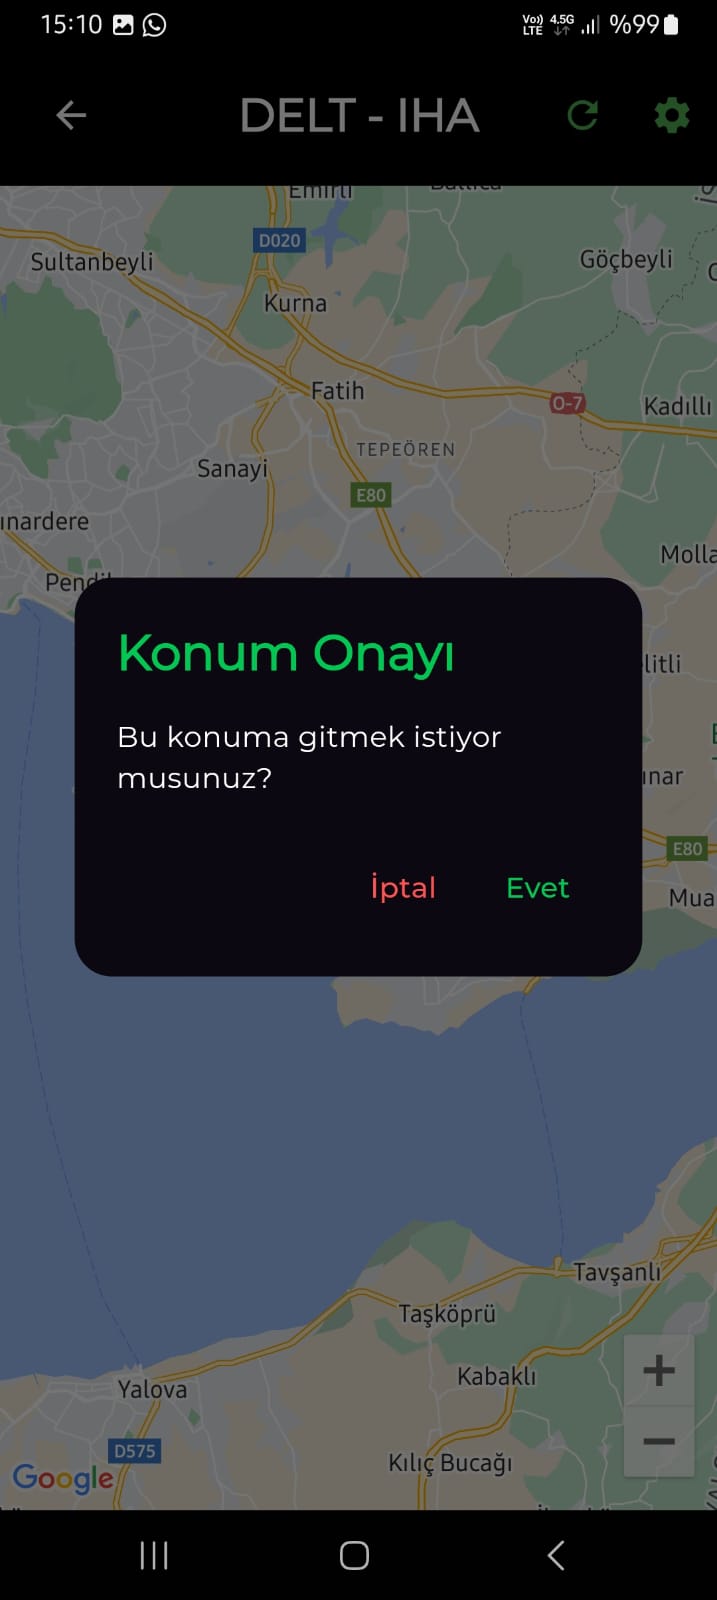 15:10
Vo)) 4.5G
LTE
%99
DELT - IHA
Emirli
D020
Sultanbeyli
Göçbeyli
Kurna
Fatih
O-7
Kadıllı
TEPEÖREN
Sanayi
E80
ınardere
Molla
Pendi
Konum Onayı
litli
Bu konuma gitmek istiyor
musunuz?
ınar
E80
İptal
Evet
Mua
Tavşanlı
Taşköprü
Kabaklı
+
Yalova
−
D575
Kılıç Bucağı
Google